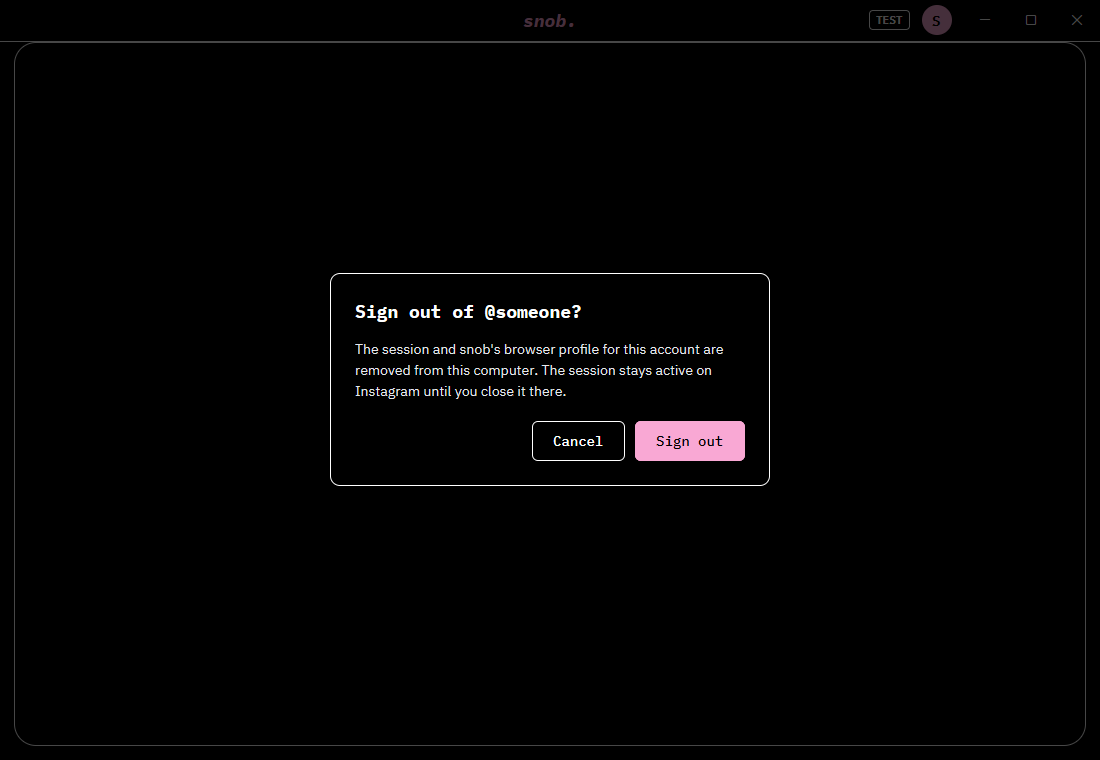 snob.
TEST
S
Sign out of @someone?
The session and snob's browser profile for this account are
removed from this computer. The session stays active on
Instagram until you close it there.
Cancel
Sign out